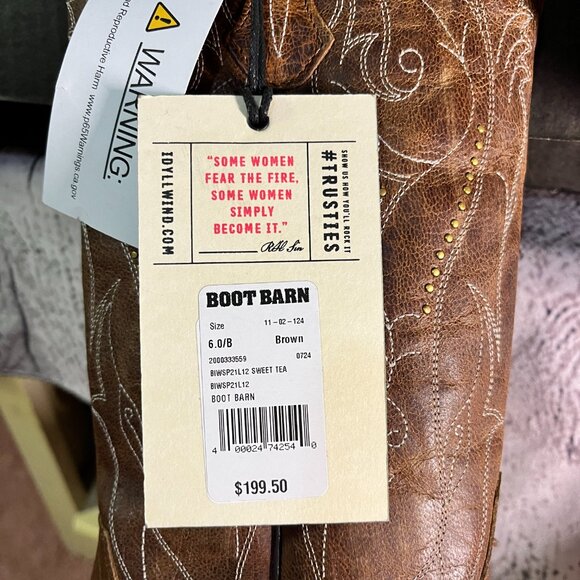 d Reproductive Harm www.p65Warnings.ca.gov
WARNING:
IDYLLWIND.COM
"SOME WOMEN
FEAR THE FIRE,
SOME WOMEN
SIMPLY
BECOME IT."
#TRUSTIES
SHOW US HOW YOU'LL ROCK IT
BOOT BARN
Size 11-02-124
6.0/B Brown
2000333559 0724
BIWSP21L12 SWEET TEA
BIWSP21L12
BOOT BARN
4 00024 74254 0
$199.50